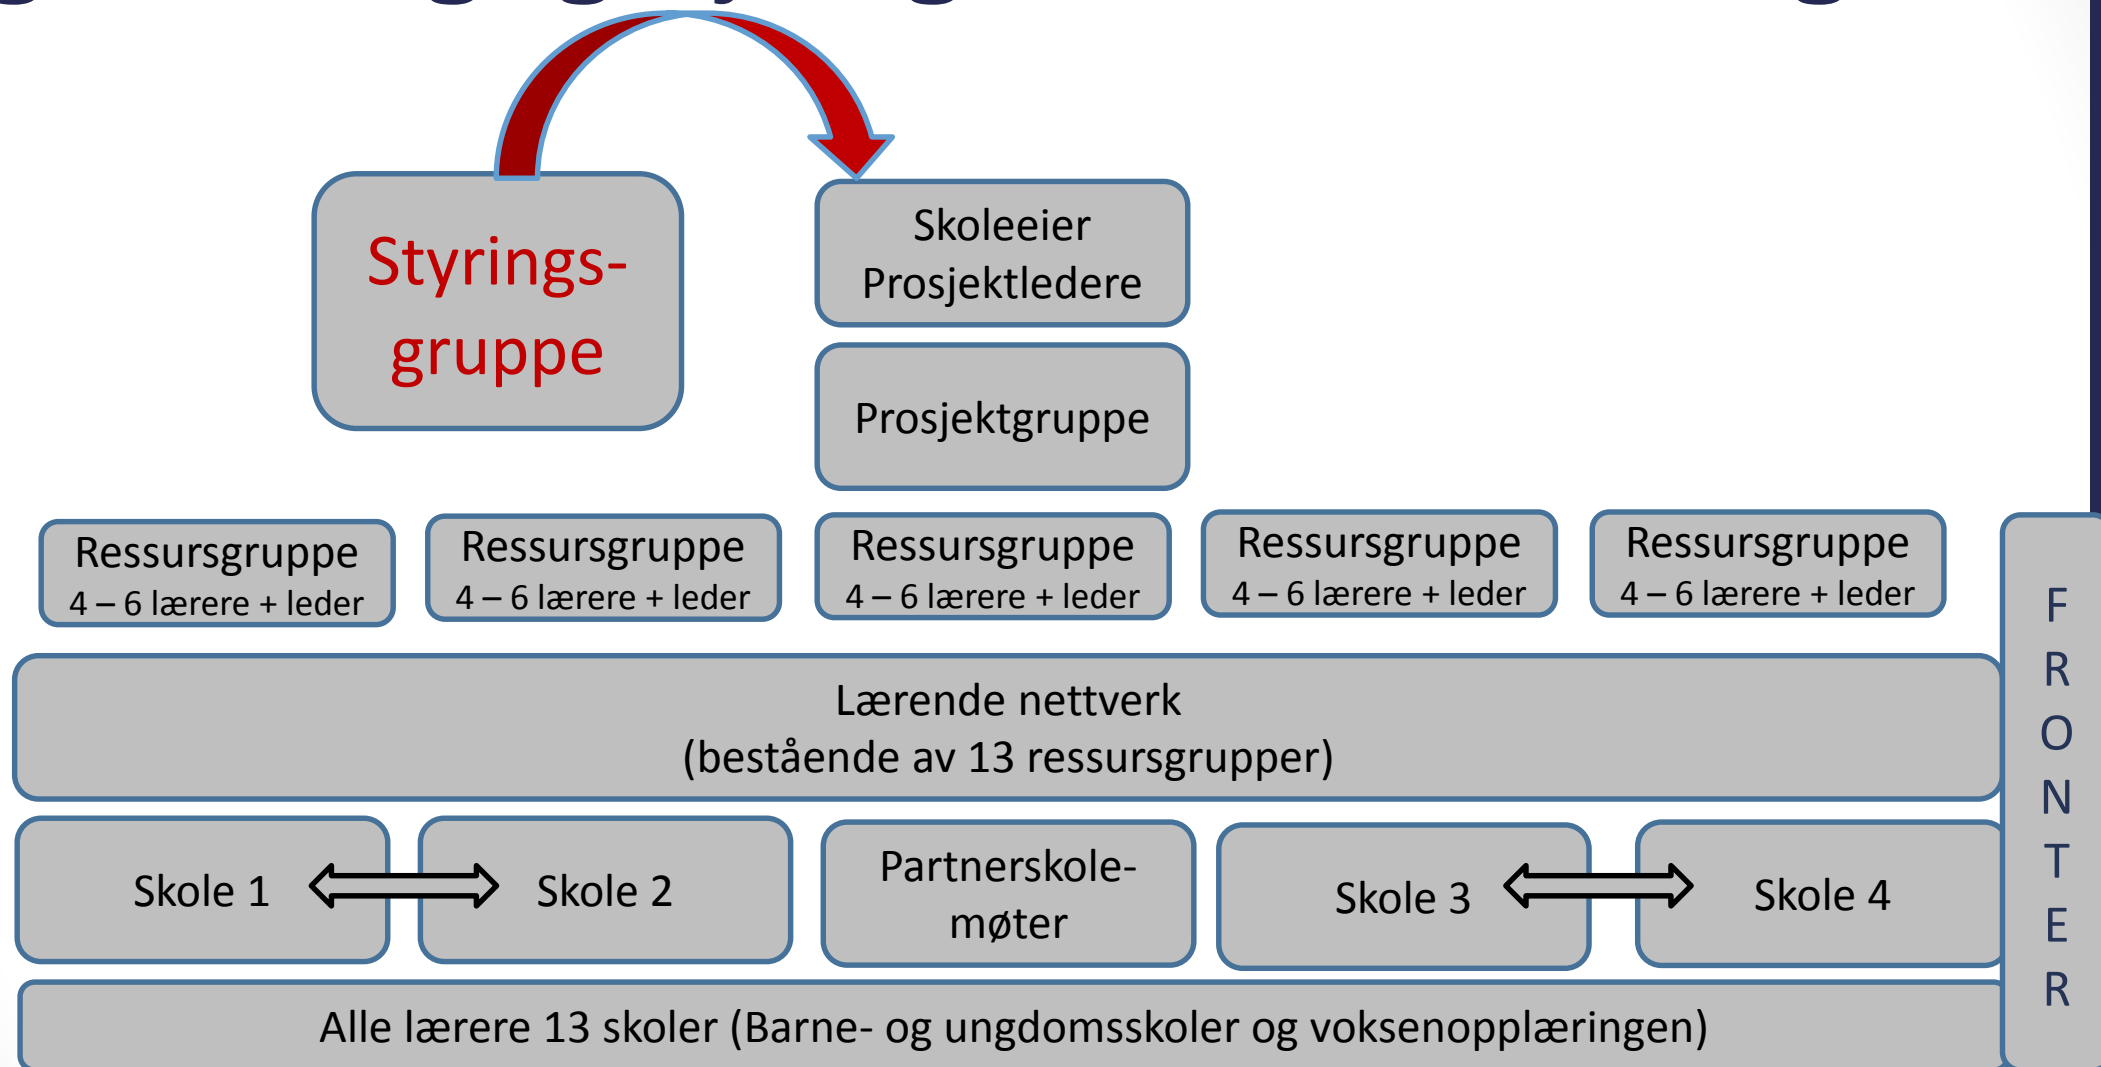 Styrings-
gruppe
Skoleeier
Prosjektledere
Prosjektgruppe
Ressursgruppe
4 – 6 lærere + leder
Ressursgruppe
4 – 6 lærere + leder
Ressursgruppe
4 – 6 lærere + leder
Ressursgruppe
4 – 6 lærere + leder
Ressursgruppe
4 – 6 lærere + leder
Lærende nettverk
(bestående av 13 ressursgrupper)
Skole 1
Skole 2
Partnerskole-
møter
Skole 3
Skole 4
Alle lærere 13 skoler (Barne- og ungdomsskoler og voksenopplæringen)
F
R
O
N
T
E
R